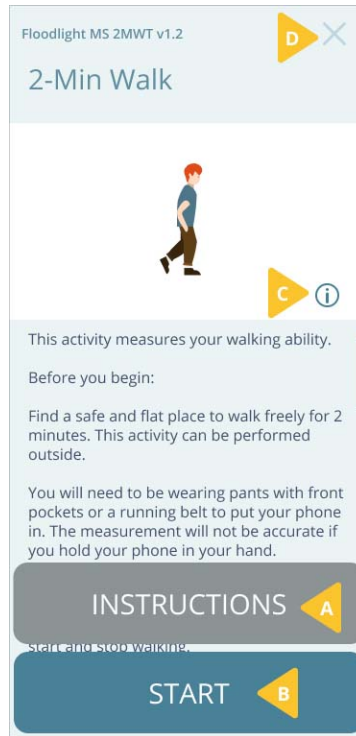 Floodlight MS 2MWT v1.2
D
2-Min Walk
C
This activity measures your walking ability.
Before you begin:
Find a safe and flat place to walk freely for 2
minutes. This activity can be performed
outside.
You will need to be wearing pants with front
pockets or a running belt to put your phone
in. The measurement will not be accurate if
you hold your phone in your hand.
INSTRUCTIONS A
start and stop walking.
START B